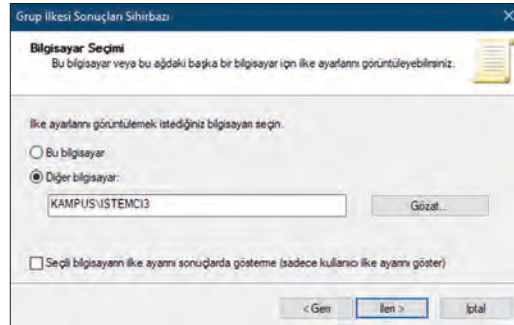 Grup İlkesi Sonuçları Sihirbazı
Bilgisayar Seçimi
Bu bilgisayar veya bu ağdaki başka bir bilgisayar için ilke ayarlarını görüntüleyebilirsiniz.
İlke ayarlarını görüntülemek istediğiniz bilgisayarı seçin.
Bu bilgisayar
Diğer bilgisayar:
KAMPUS\ISTEMCI3
Gözat...
Seçili bilgisayarın ilke ayarını sonuçlarda gösterme (sadece kullanıcı ilke ayarını göster)
< Geri
İleri >
İptal